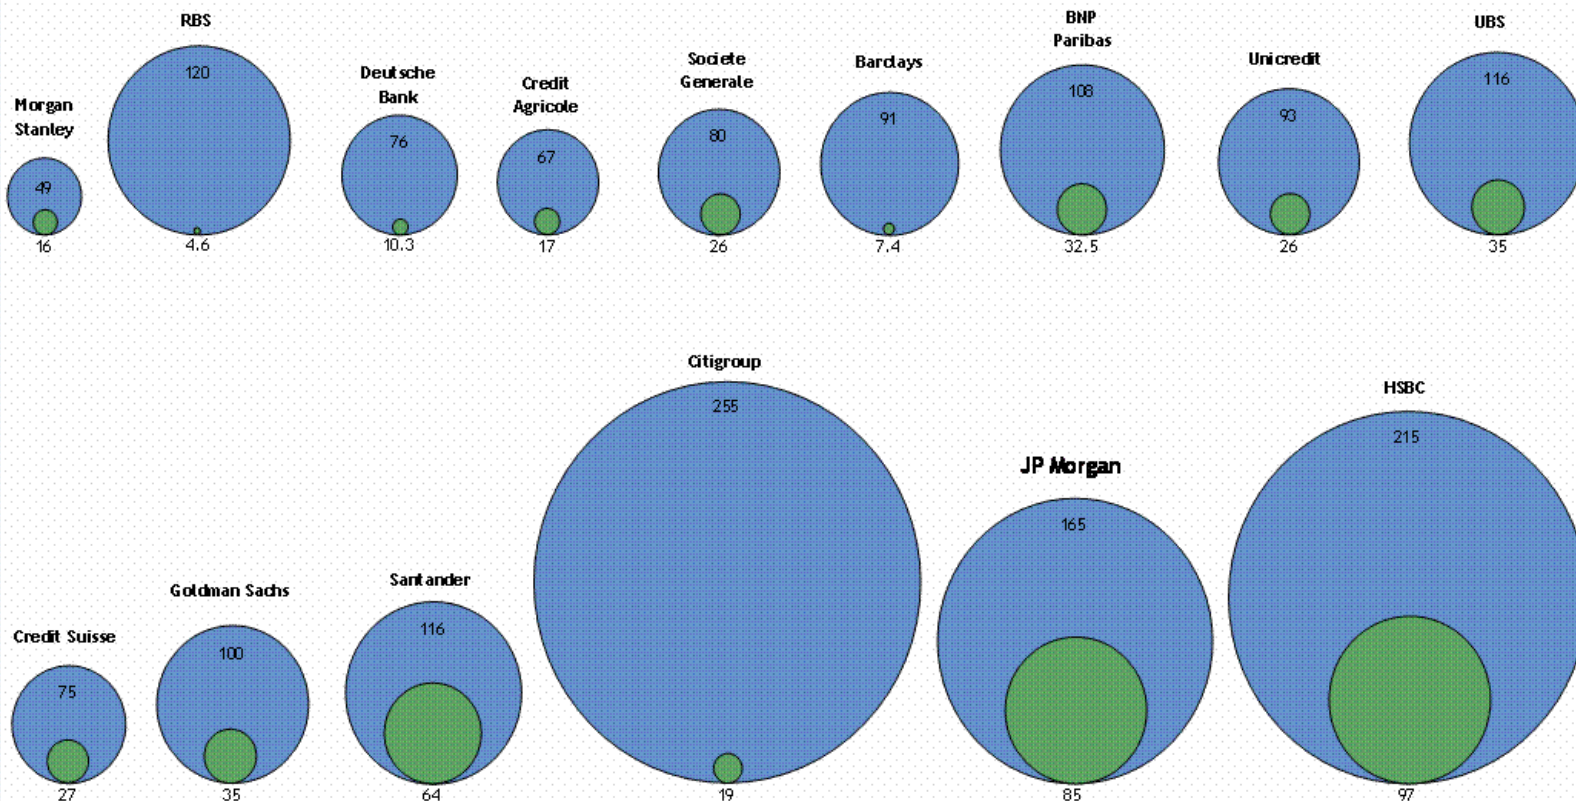 RBS
120
4.6
Morgan
Stanley
49
16
Deutsche
Bank
76
10.3
Credit
Agricole
67
17
Societe
Generale
80
26
Barclays
91
7.4
BNP
Paribas
108
32.5
Unicredit
93
26
UBS
116
35
Credit Suisse
75
27
Goldman Sachs
100
35
Santander
116
64
Citigroup
255
19
JP Morgan
165
85
HSBC
215
97